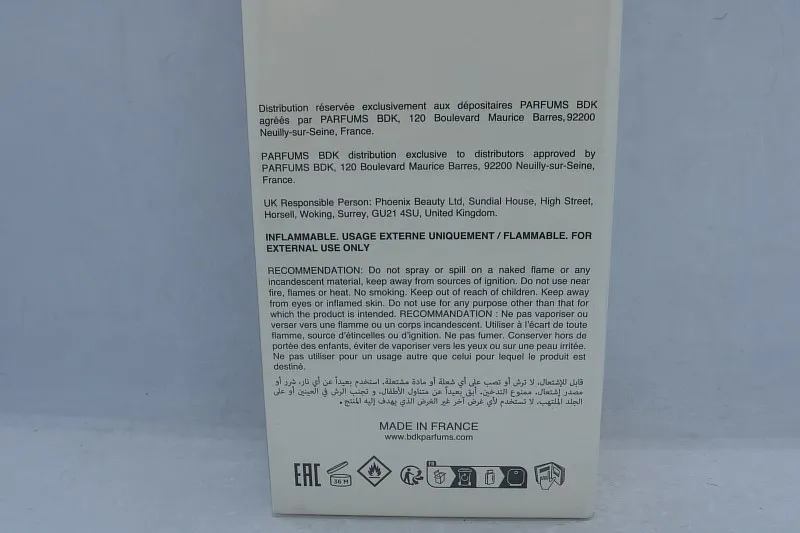 Distribution réservée exclusivement aux dépositaires PARFUMS BDK
agréés par PARFUMS BDK, 120 Boulevard Maurice Barres,92200
Neuilly-sur-Seine, France.
PARFUMS BDK distribution exclusive to distributors approved by
PARFUMS BDK, 120 Boulevard Maurice Barres, 92200 Neuilly-sur-Seine,
France.
UK Responsible Person: Phoenix Beauty Ltd, Sundial House, High Street,
Horsell, Woking, Surrey, GU21 4SU, United Kingdom.
INFLAMMABLE. USAGE EXTERNE UNIQUEMENT / FLAMMABLE. FOR
EXTERNAL USE ONLY
RECOMMENDATION: Do not spray or spill on a naked flame or any
incandescent material, keep away from sources of ignition. Do not use near
fire, flames or heat. No smoking. Keep out of reach of children. Keep away
from eyes or inflamed skin. Do not use for any purpose other than that for
which the product is intended. RECOMMANDATION : Ne pas vaporiser ou
verser vers une flamme ou un corps incandescent. Utiliser à l'écart de toute
flamme, source d'étincelles ou d'ignition. Ne pas fumer. Conserver hors de
portée des enfants, éviter de vaporiser vers les yeux ou sur une peau irritée.
Ne pas utiliser pour un usage autre que celui pour lequel le produit est
destiné.
قابل للإشتعال. لا ترش أو تصب على أي شعلة أو مادة مشتعلة. استخدم بعيداً عن أي نار، شرر أو
مصدر إشتعال. ممنوع التدخين. أبق بعيداً عن متناول الأطفال. و تجنب الرش في العينين أو على
الجلد الملتهب. لا تستخدم لأي غرض آخر غير الغرض الذي يهدف إليه المنتج.
MADE IN FRANCE
www.bdkparfums.com
EAC
36 M
FR